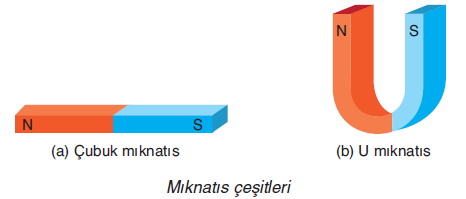 N S
N S
(a) Çubuk mıknatıs
(b) U mıknatıs
Mıknatıs çeşitleri